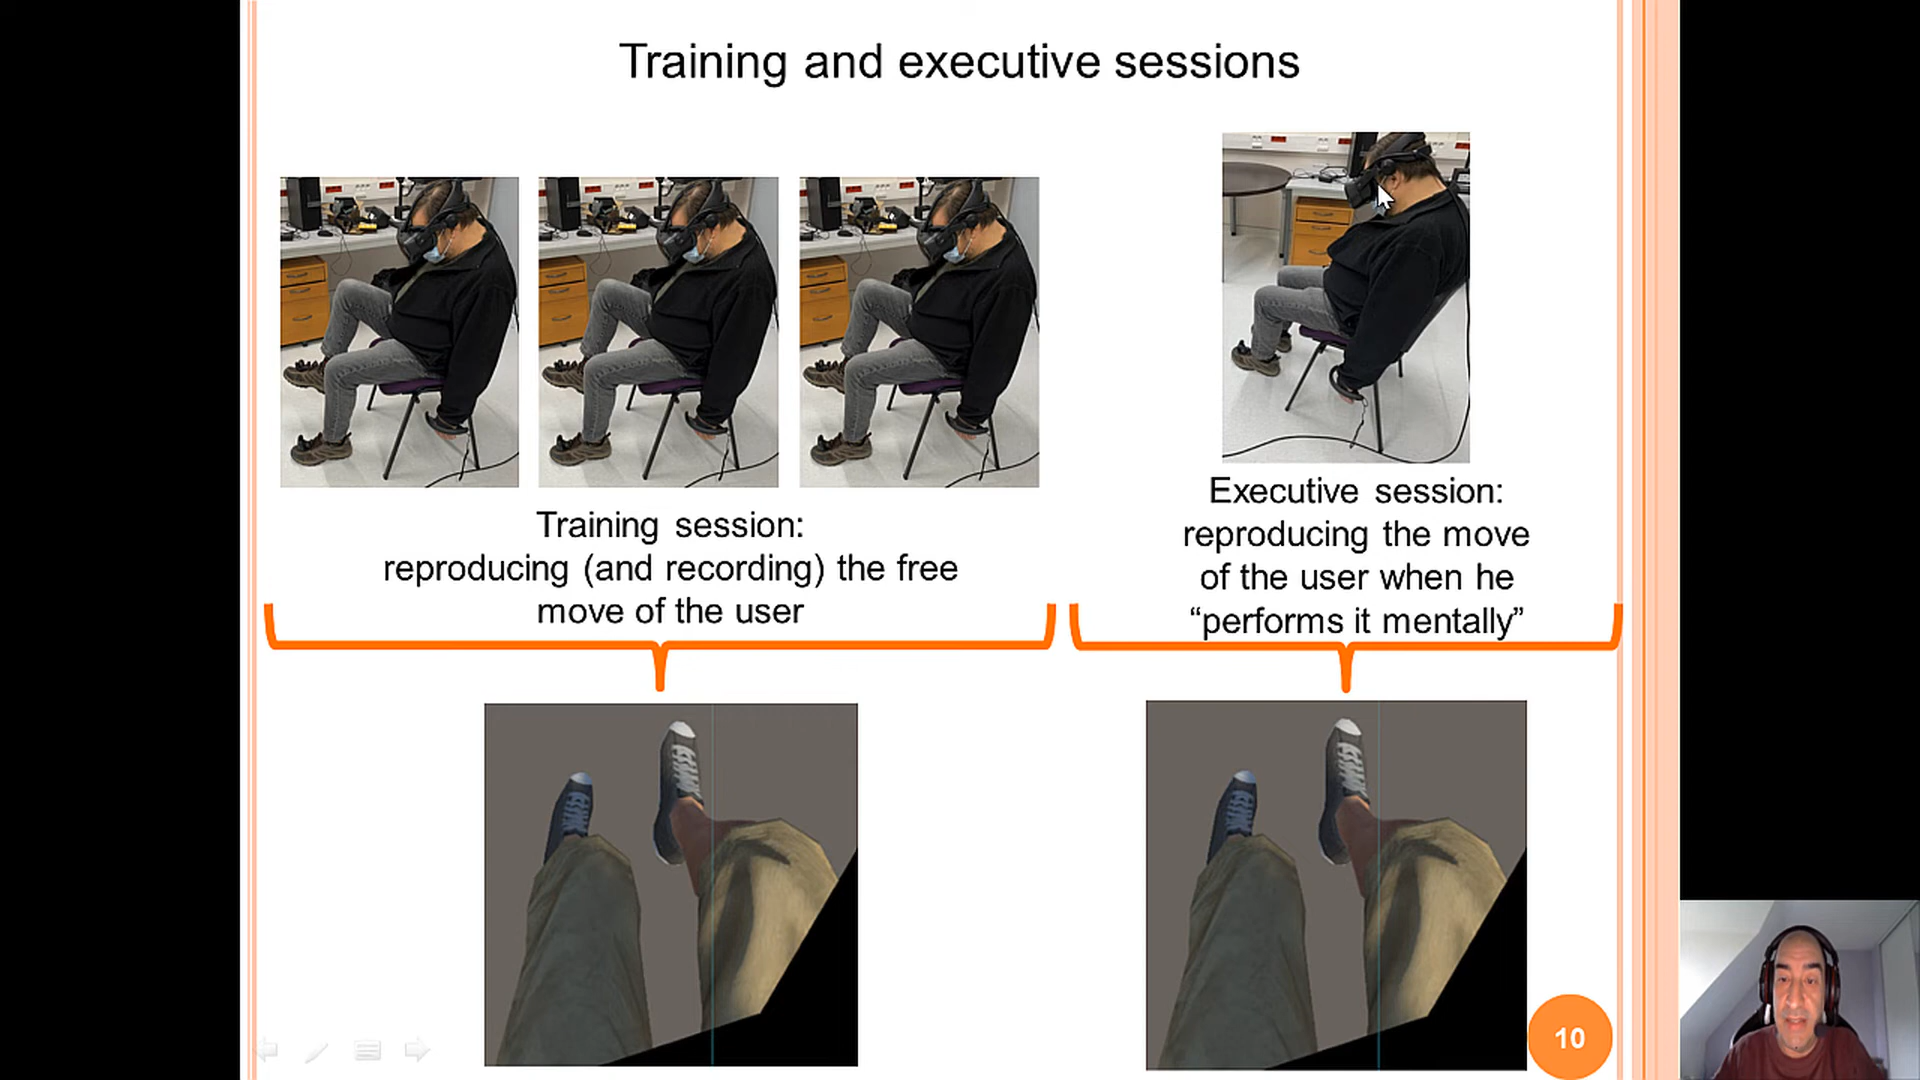 Training and executive sessions
Training session:
reproducing (and recording) the free
move of the user
Executive session:
reproducing the move
of the user when he
“performs it mentally”
10